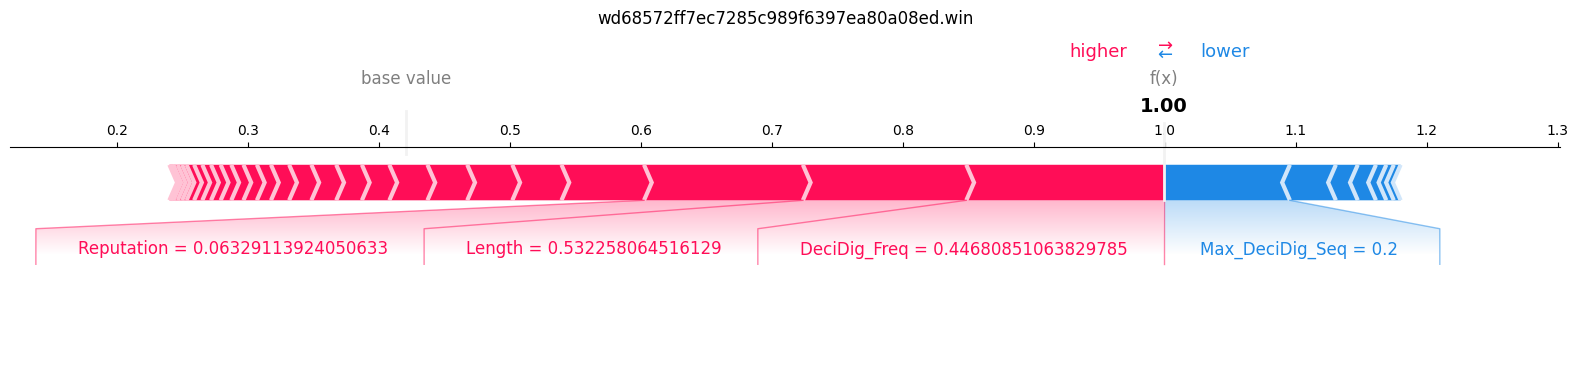 wd68572ff7ec7285c989f6397ea80a08ed.win
higher ⇄ lower
base value f(x)
1.00
0.2 0.3 0.4 0.5 0.6 0.7 0.8 0.9 1.0 1.1 1.2 1.3
Reputation = 0.06329113924050633 Length = 0.532258064516129 DeciDig_Freq = 0.44680851063829785 Max_DeciDig_Seq = 0.2